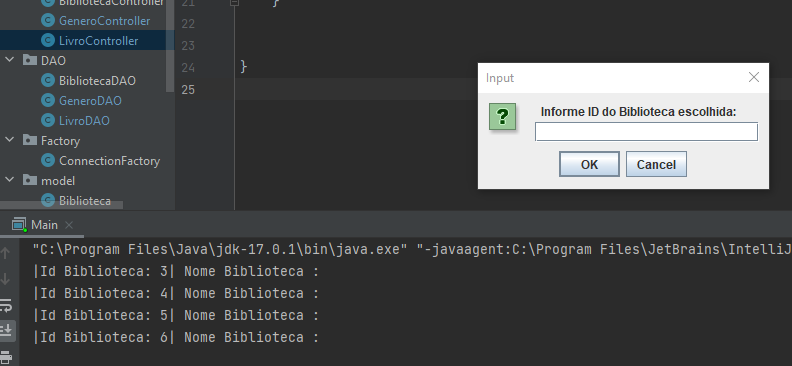 BibliotecaController
GeneroController
LivroController
DAO
BibliotecaDAO
GeneroDAO
LivroDAO
Factory
ConnectionFactory
model
Biblioteca
21 }
22
23
24 }
25
Input
Informe ID do Biblioteca escolhida:
OK Cancel
Main
"C:\Program Files\Java\jdk-17.0.1\bin\java.exe" "-javaagent:C:\Program Files\JetBrains\IntelliJ
|Id Biblioteca: 3| Nome Biblioteca :
|Id Biblioteca: 4| Nome Biblioteca :
|Id Biblioteca: 5| Nome Biblioteca :
|Id Biblioteca: 6| Nome Biblioteca :